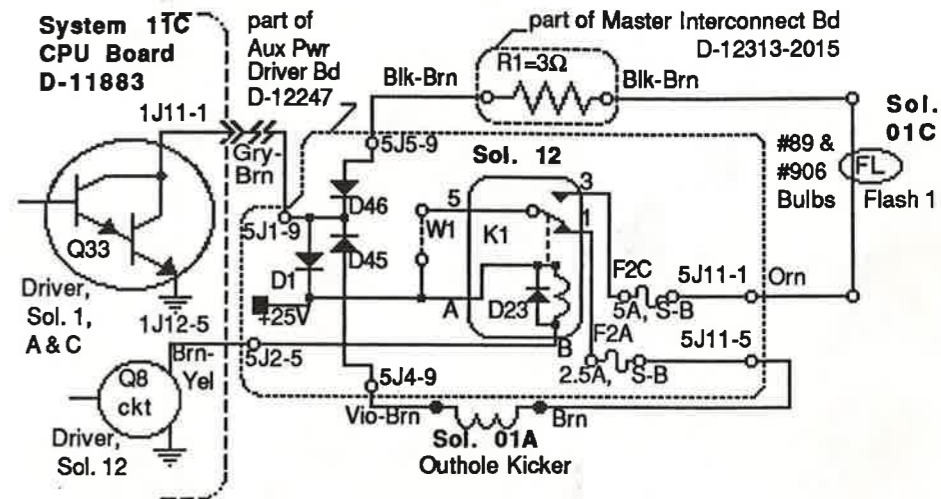 System 11C
CPU Board
D-11883
part of
Aux Pwr
Driver Bd
D-12247
part of Master Interconnect Bd
D-12313-2015
R1=3Ω
Blk-Brn
Blk-Brn
1J11-1
Gry-
Brn
5J5-9
Sol. 12
Sol.
01C
#89 &
#906
Bulbs
FL
Flash 1
Q33
Driver,
Sol. 1,
A & C
1J12-5
5J1-9
D46
D45
D1
+25V
W1
5
K1
3
1
A
D23
B
F2C
5A, S-B
5J11-1
Orn
F2A
2.5A, S-B
5J11-5
Brn-
Yel
5J2-5
Q8
ckt
Driver,
Sol. 12
5J4-9
Vio-Brn
Brn
Sol. 01A
Outhole Kicker